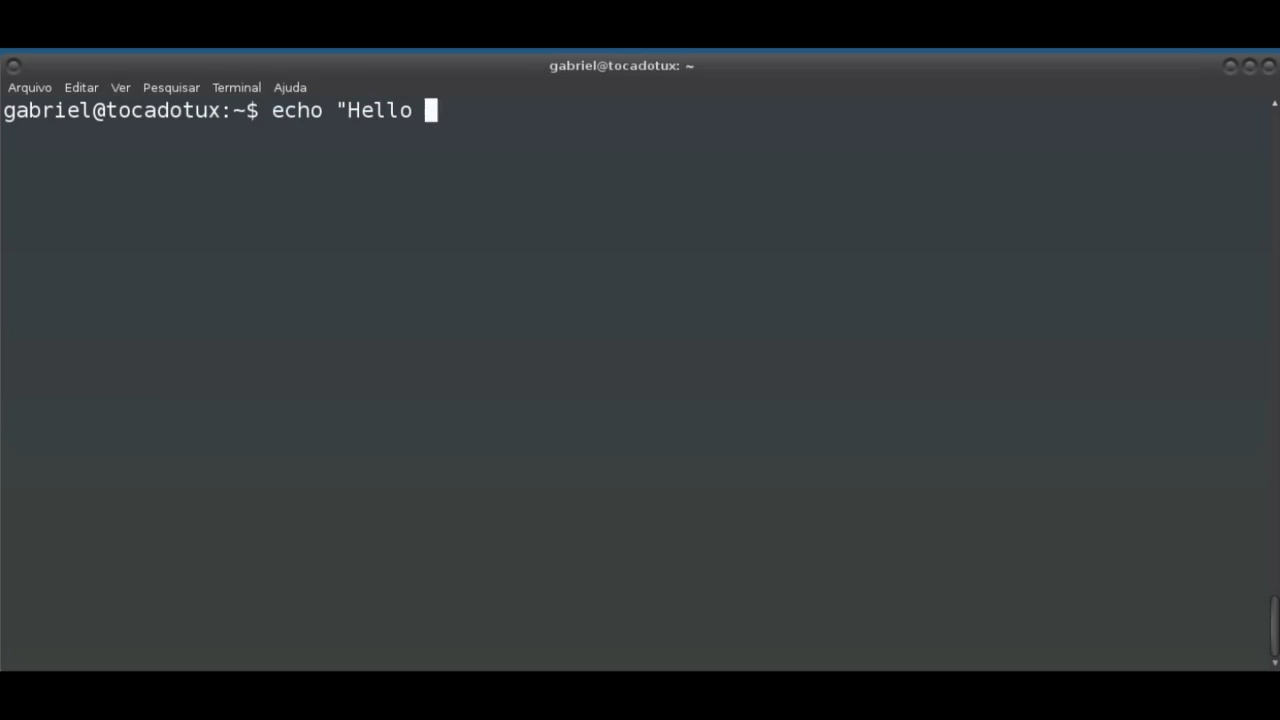 gabriel@tocadotux: ~
Arquivo Editar Ver Pesquisar Terminal Ajuda
gabriel@tocadotux:~$ echo "Hello